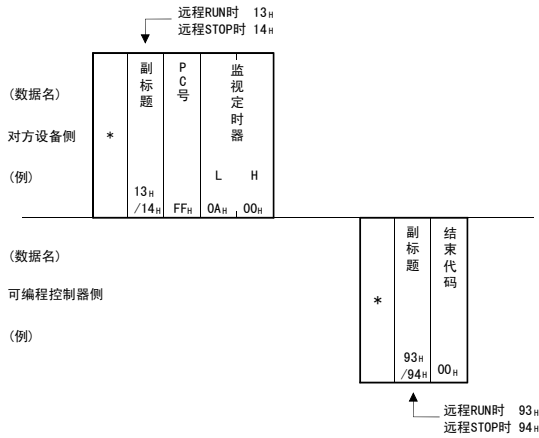 远程RUN时 13H
远程STOP时 14H
(数据名)
对方设备侧
(例)
*
副标题
13H
/14H
PC号
FFH
监视定时器
L H
0AH 00H
(数据名)
可编程控制器侧
(例)
*
副标题
93H
/94H
结束代码
00H
远程RUN时 93H
远程STOP时 94H